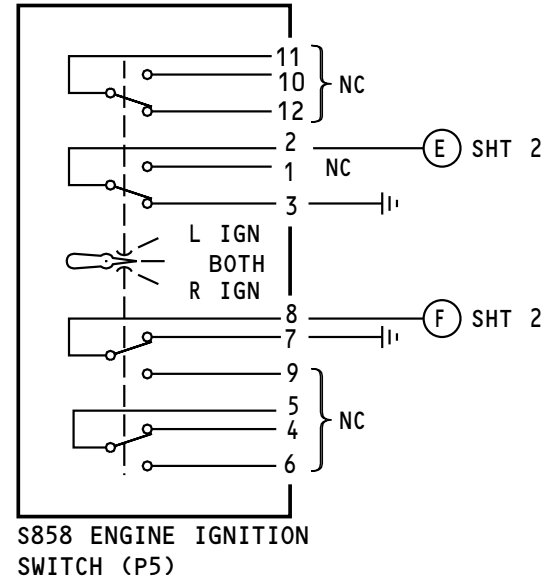 11
10 NC
12
2 E SHT 2
1 NC
3
L IGN
BOTH
R IGN
8 F SHT 2
7
9
5
4 NC
6
S858 ENGINE IGNITION
SWITCH (P5)